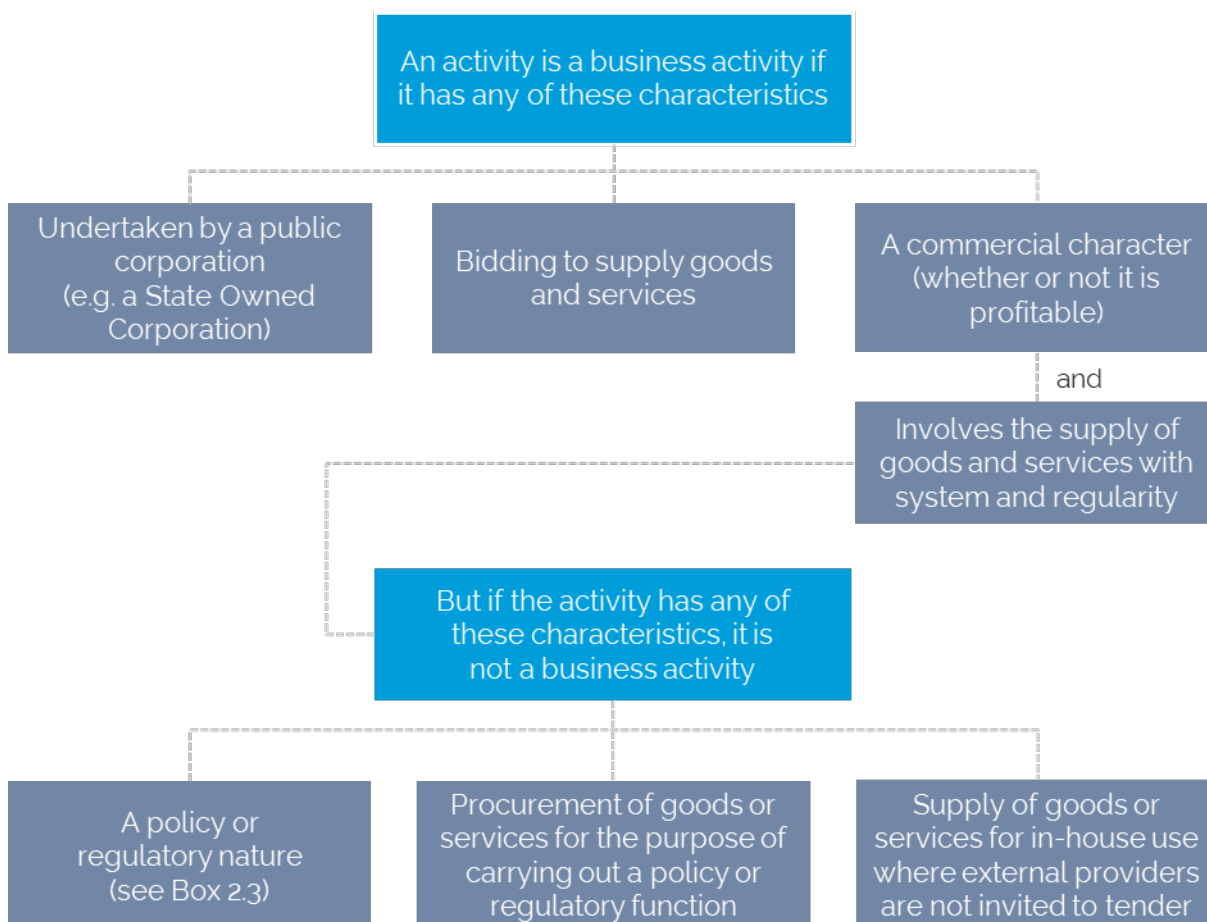 An activity is a business activity if
it has any of these characteristics
Undertaken by a public
corporation
(e.g. a State Owned
Corporation)
Bidding to supply goods
and services
A commercial character
(whether or not it is
profitable)
and
Involves the supply of
goods and services with
system and regularity
But if the activity has any of
these characteristics, it is
not a business activity
A policy or
regulatory nature
(see Box 2.3)
Procurement of goods or
services for the purpose of
carrying out a policy or
regulatory function
Supply of goods or
services for in-house use
where external providers
are not invited to tender